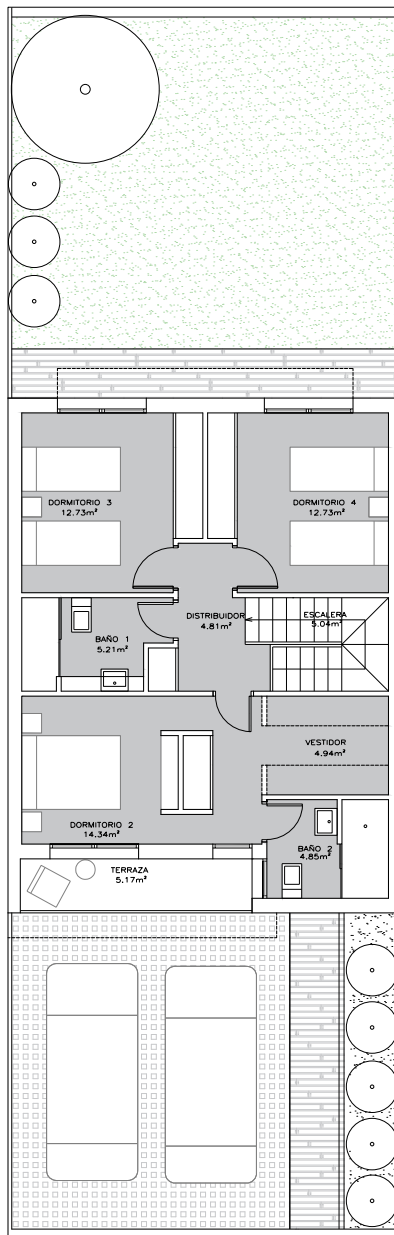 DORMITORIO 3
12.73m²
DORMITORIO 4
12.73m²
DISTRIBUIDOR
4.81m²
ESCALERA
5.04m²
BAÑO 1
5.21m²
VESTIDOR
4.94m²
DORMITORIO 2
14.34m²
BAÑO 2
4.85m²
TERRAZA
5.17m²